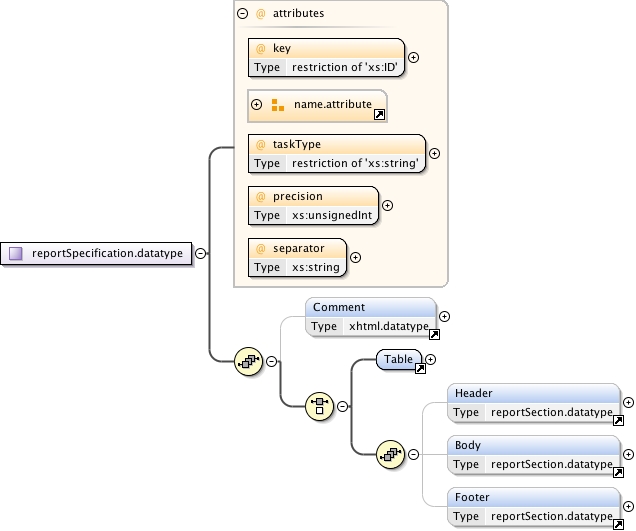 @ attributes
@ key
Type restriction of 'xs:ID'
name.attribute
@ taskType
Type restriction of 'xs:string'
@ precision
Type xs:unsignedInt
@ separator
Type xs:string
reportSpecification.datatype
Comment
Type xhtml.datatype
Table
Header
Type reportSection.datatype
Body
Type reportSection.datatype
Footer
Type reportSection.datatype